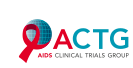 ACTG
AIDS CLINICAL TRIALS GROUP